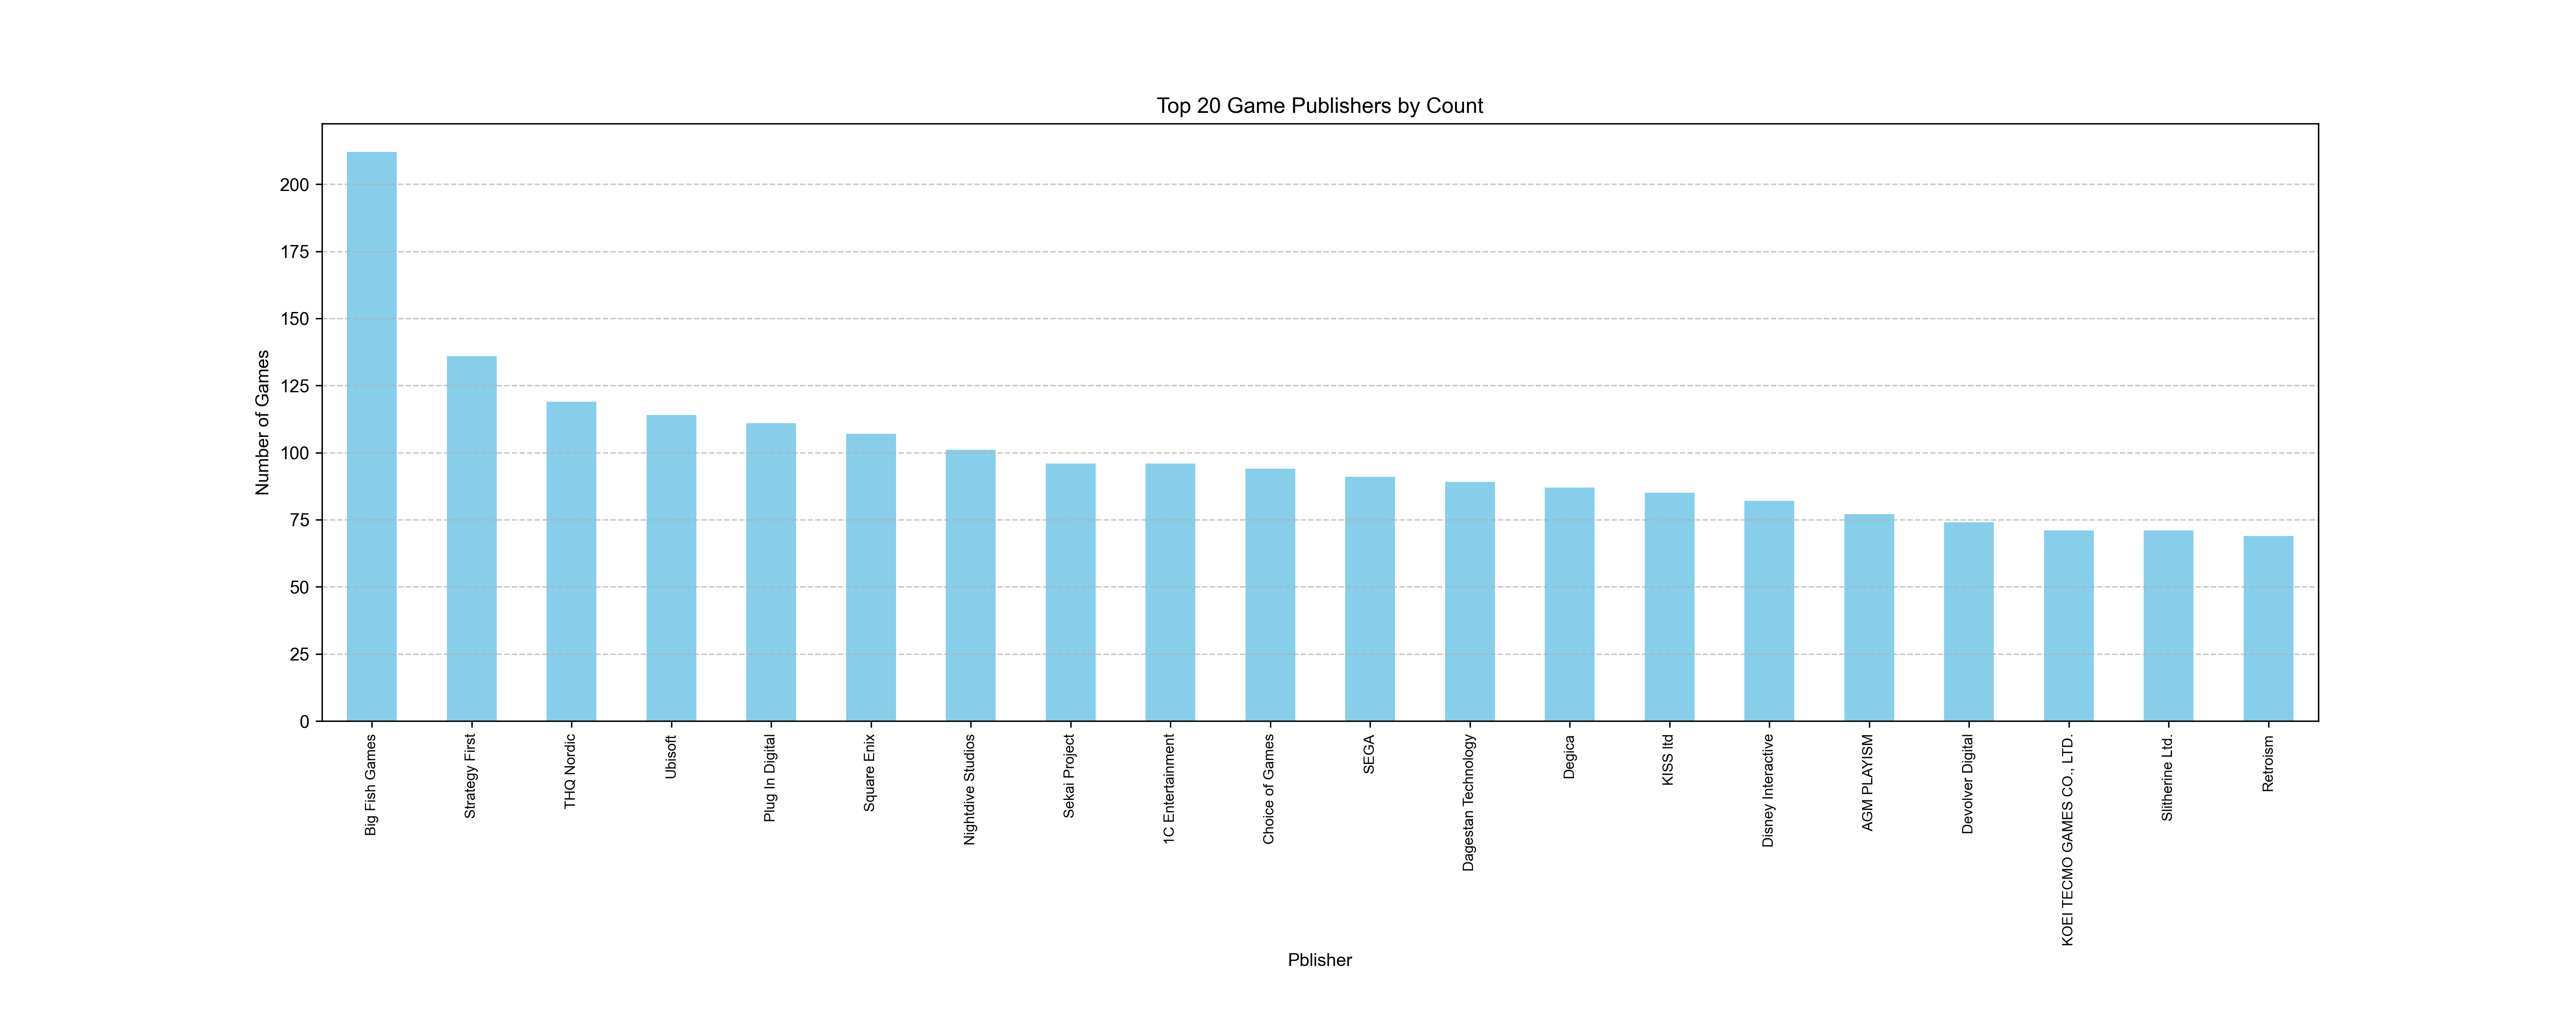 Top 20 Game Publishers by Count
Number of Games
200
175
150
125
100
75
50
25
0
Big Fish Games
Strategy First
THQ Nordic
Ubisoft
Plug In Digital
Square Enix
Nightdive Studios
Sekai Project
1C Entertainment
Choice of Games
SEGA
Dagestan Technology
Degica
KISS ltd
Disney Interactive
AGM PLAYISM
Devolver Digital
KOEI TECMO GAMES CO., LTD.
Slitherine Ltd.
Retroism
Pblisher